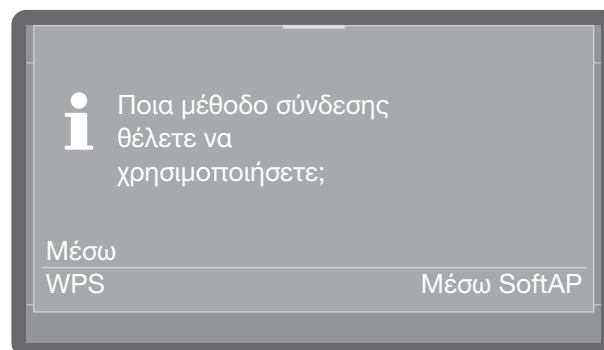 Ποια μέθοδο σύνδεσης
θέλετε να
χρησιμοποιήσετε;
Μέσω
WPS
Μέσω SoftAP